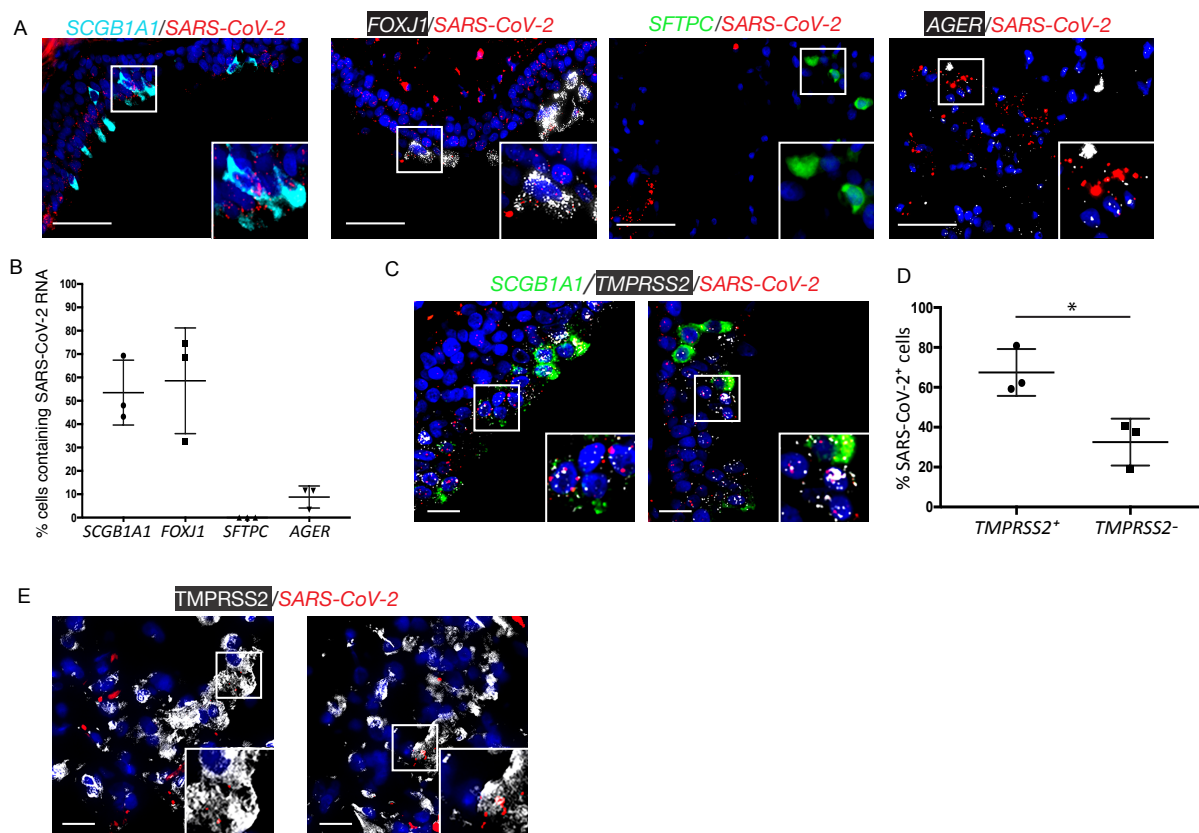 A
SCGB1A1/SARS-CoV-2
FOXJ1/SARS-CoV-2
SFTPC/SARS-CoV-2
AGER/SARS-CoV-2
B
% cells containing SARS-CoV-2 RNA
100
90
80
70
60
50
40
30
20
10
0
SCGB1A1 FOXJ1 SFTPC AGER
C
SCGB1A1/TMPRSS2/SARS-CoV-2
D
% SARS-CoV-2+ cells
100
80
60
40
20
0
*
TMPRSS2+ TMPRSS2-
E
TMPRSS2/SARS-CoV-2